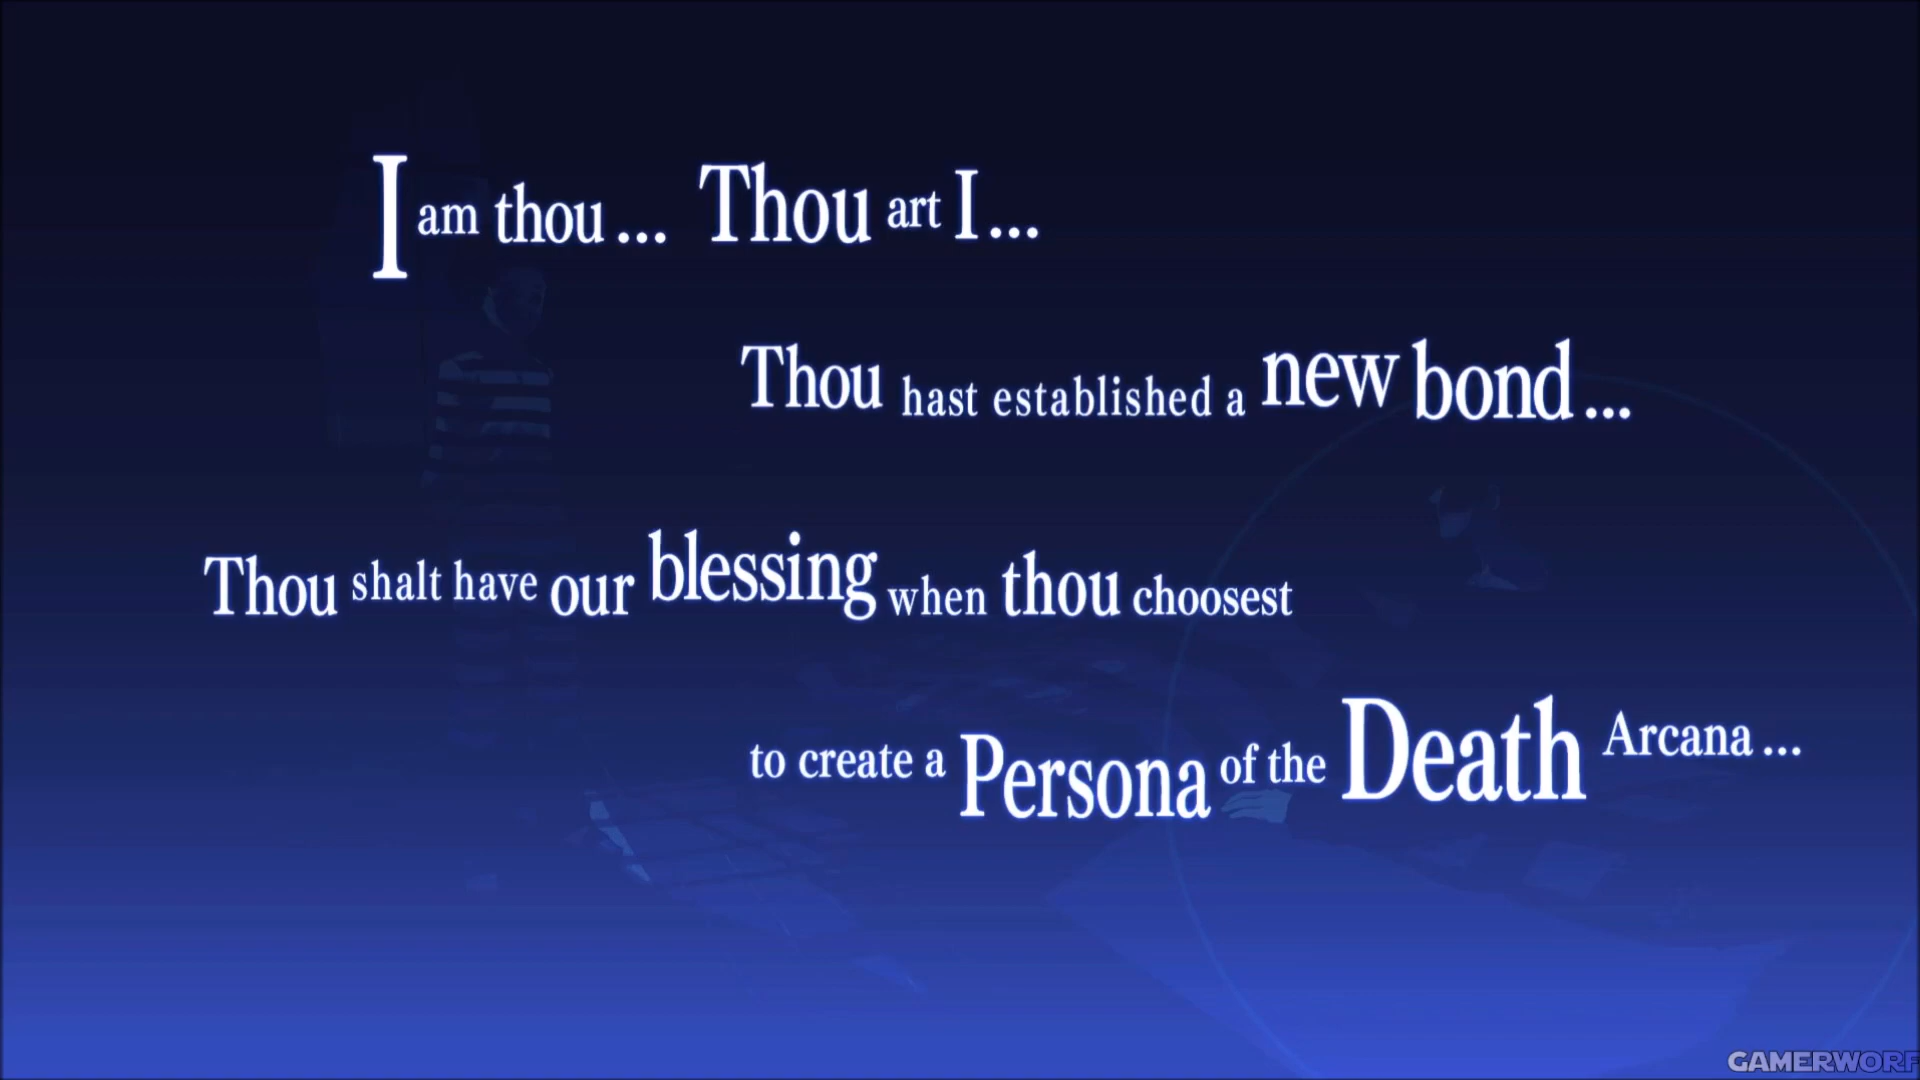 I am thou... Thou art I...
Thou hast established a new bond...
Thou shalt have our blessing when thou choosest
to create a Persona of the Death Arcana...
GAMERWORF